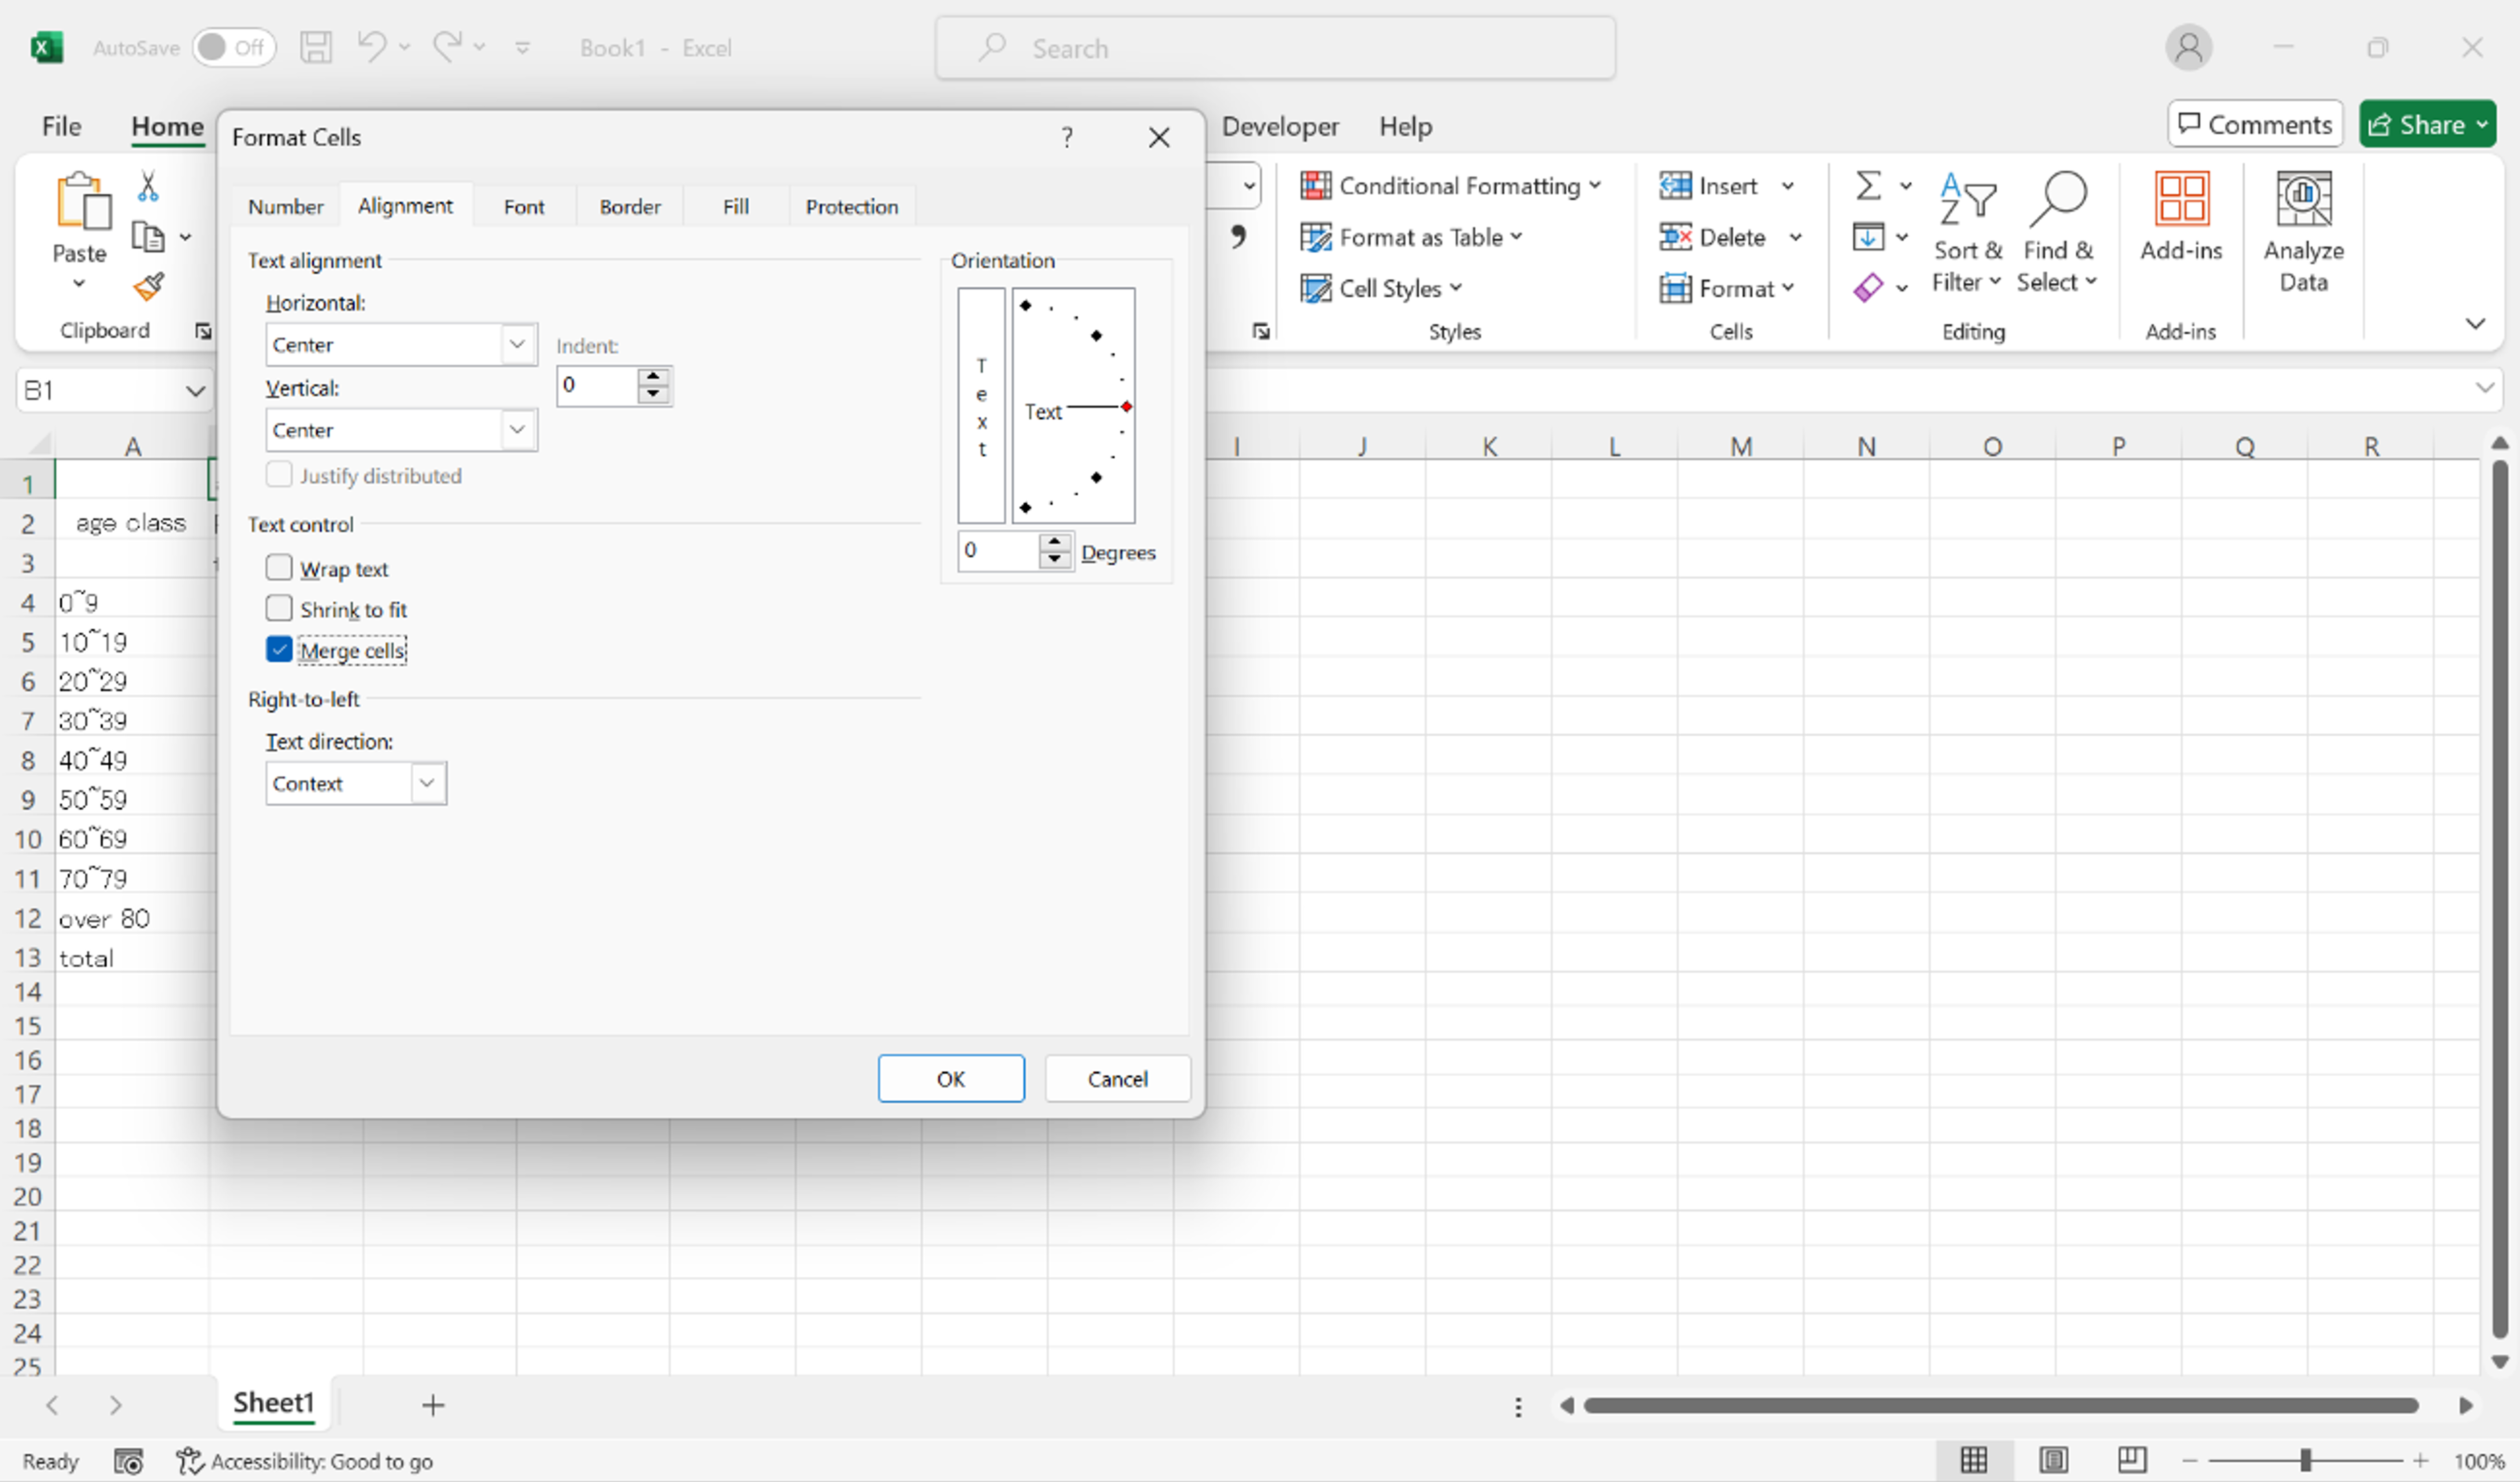 AutoSave Off Book1 - Excel Search
File Home Developer Help Comments Share
Format Cells ?
Number Alignment Font Border Fill Protection
Text alignment
Horizontal:
Center
Indent:
0
Vertical:
Center
Justify distributed
Text control
Wrap text
Shrink to fit
Merge cells
Right-to-left
Text direction:
Context
Orientation
T
e
x
t
Text
0 Degrees
OK Cancel
Paste
Clipboard
Conditional Formatting
Format as Table
Cell Styles
Styles
Insert
Delete
Format
Cells
Sort &
Filter
Find &
Select
Editing
Add-ins
Add-ins
Analyze
Data
B1
A I J K L M N O P Q R
1
2 age class
3
4 0~9
5 10~19
6 20~29
7 30~39
8 40~49
9 50~59
10 60~69
11 70~79
12 over 80
13 total
14
15
16
17
18
19
20
21
22
23
24
25
Sheet1
Ready Accessibility: Good to go 100%